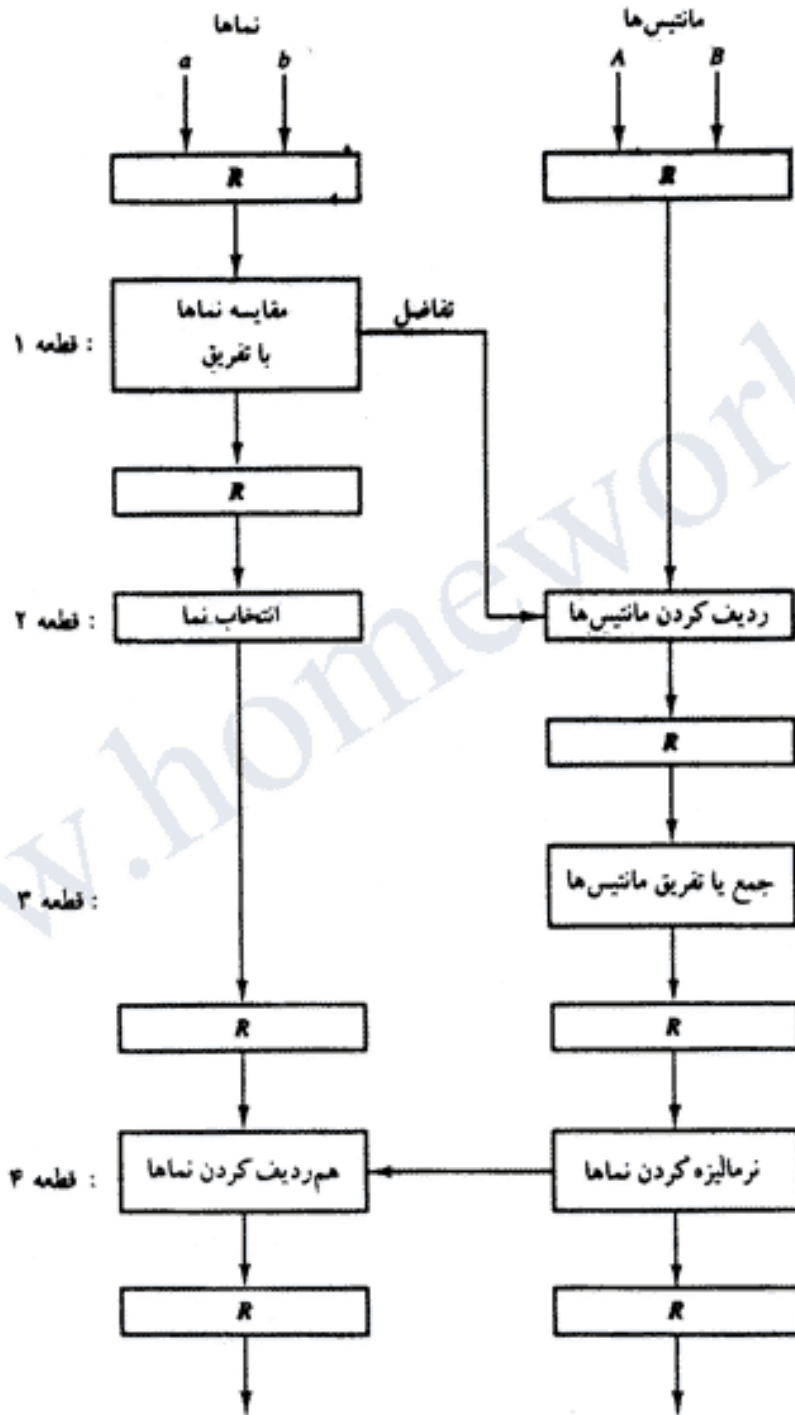 نماها
مانتیس‌ها
a b
A B
R
R
مقایسه نماها
با تفریق
تفاضل
قطعه ۱ :
R
قطعه ۲ :
انتخاب نما
ردیف کردن مانتیس‌ها
R
قطعه ۳ :
جمع یا تفریق مانتیس‌ها
R
R
قطعه ۴ :
هم‌ردیف کردن نماها
نرمالیزه کردن نماها
R
R
w.homework